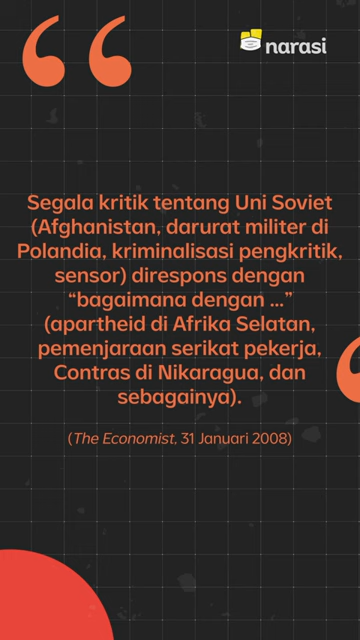 narasi
Segala kritik tentang Uni Soviet
(Afghanistan, darurat militer di
Polandia, kriminalisasi pengkritik,
sensor) direspons dengan
“bagaimana dengan ...”
(apartheid di Afrika Selatan,
pemenjaraan serikat pekerja,
Contras di Nikaragua, dan
sebagainya).
(The Economist, 31 Januari 2008)